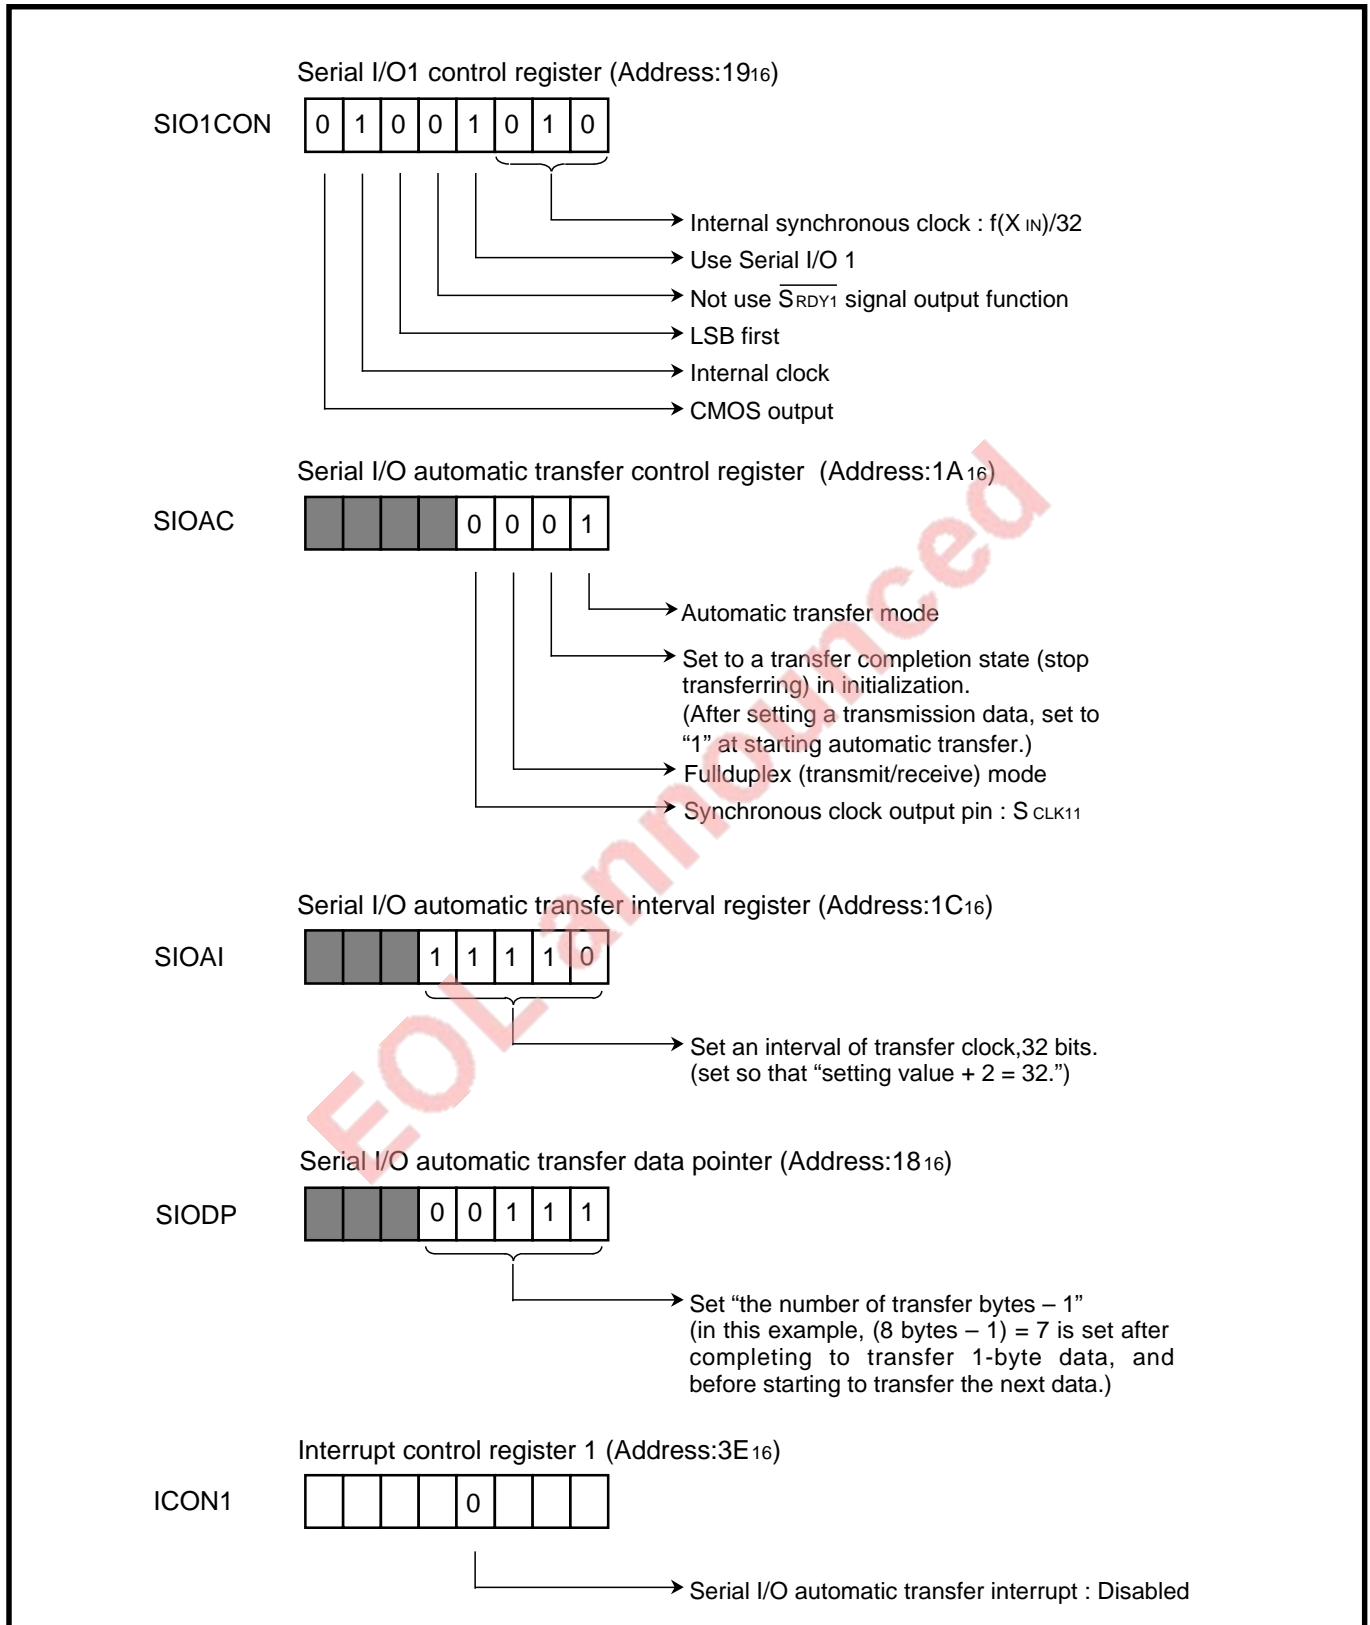 Serial I/O1 control register (Address:1916)
SIO1CON 0 1 0 0 1 0 1 0
Internal synchronous clock : f(X IN)/32
Use Serial I/O 1
Not use SRDY1 signal output function
LSB first
Internal clock
CMOS output
Serial I/O automatic transfer control register (Address:1A16)
SIOAC 0 0 0 1
Automatic transfer mode
Set to a transfer completion state (stop
transferring) in initialization.
(After setting a transmission data, set to
“1” at starting automatic transfer.)
Fullduplex (transmit/receive) mode
Synchronous clock output pin : S CLK11
Serial I/O automatic transfer interval register (Address:1C16)
SIOAI 1 1 1 1 0
Set an interval of transfer clock,32 bits.
(set so that “setting value + 2 = 32.”)
Serial I/O automatic transfer data pointer (Address:1816)
SIODP 0 0 1 1 1
Set “the number of transfer bytes – 1”
(in this example, (8 bytes – 1) = 7 is set after
completing to transfer 1-byte data, and
before starting to transfer the next data.)
Interrupt control register 1 (Address:3E16)
ICON1 0
Serial I/O automatic transfer interrupt : Disabled
EOL announced